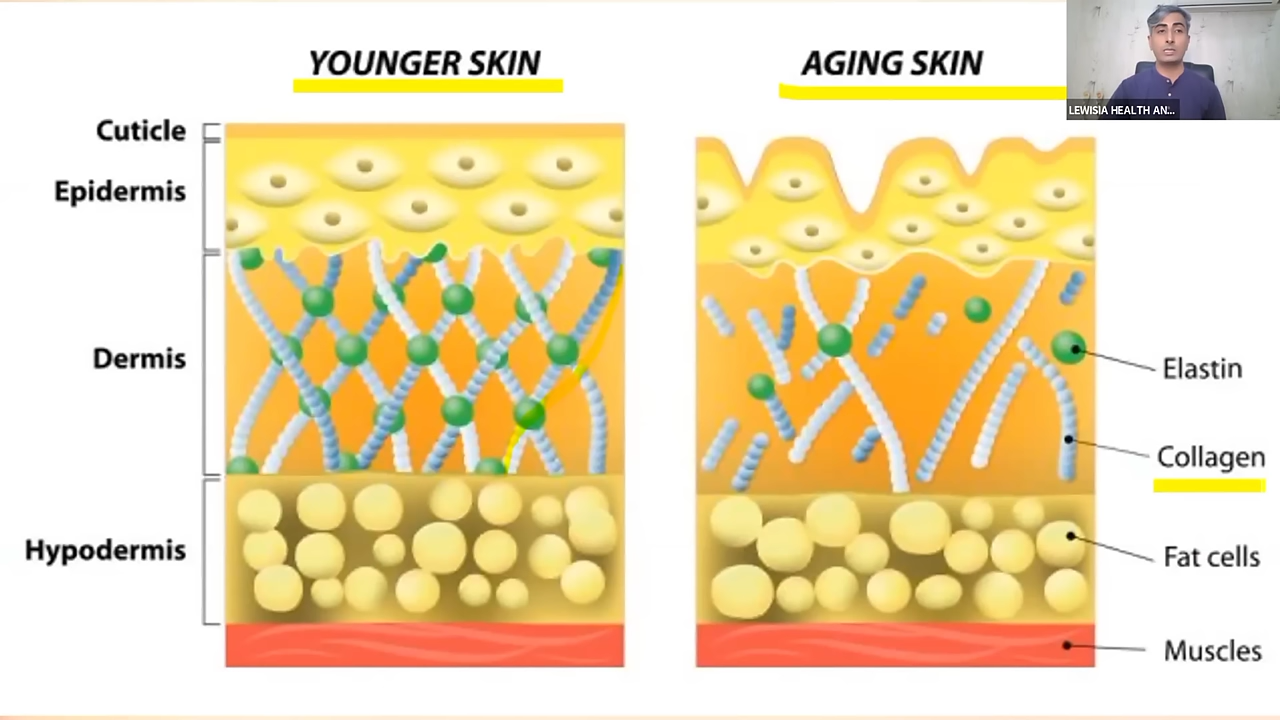 YOUNGER SKIN
AGING SKIN
LEWISIA HEALTH AN...
Cuticle
Epidermis
Dermis
Hypodermis
Elastin
Collagen
Fat cells
Muscles